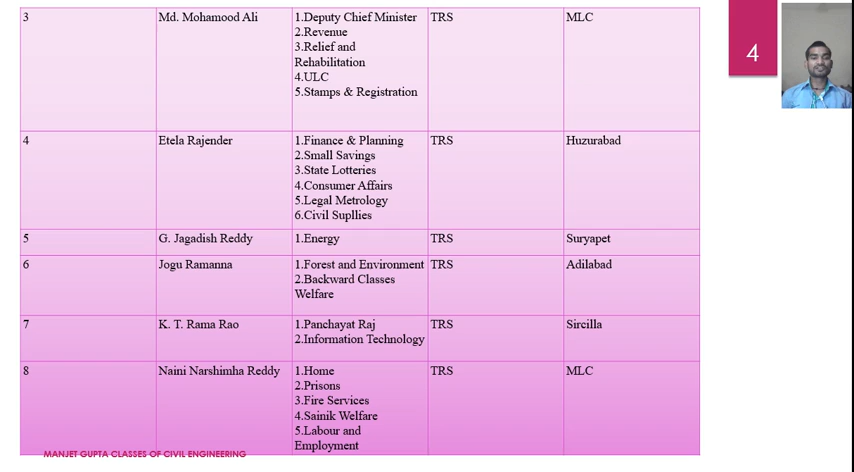 3 Md. Mohamood Ali 1.Deputy Chief Minister TRS MLC
2.Revenue
3.Relief and
Rehabilitation
4.ULC
5.Stamps & Registration
4 Etela Rajender 1.Finance & Planning TRS Huzurabad
2.Small Savings
3.State Lotteries
4.Consumer Affairs
5.Legal Metrology
6.Civil Supllies
5 G. Jagadish Reddy 1.Energy TRS Suryapet
6 Jogu Ramanna 1.Forest and Environment TRS Adilabad
2.Backward Classes
Welfare
7 K. T. Rama Rao 1.Panchayat Raj TRS Sircilla
2.Information Technology
8 Naini Narshimha Reddy 1.Home TRS MLC
2.Prisons
3.Fire Services
4.Sainik Welfare
5.Labour and
Employment
MANJET GUPTA CLASSES OF CIVIL ENGINEERING
4